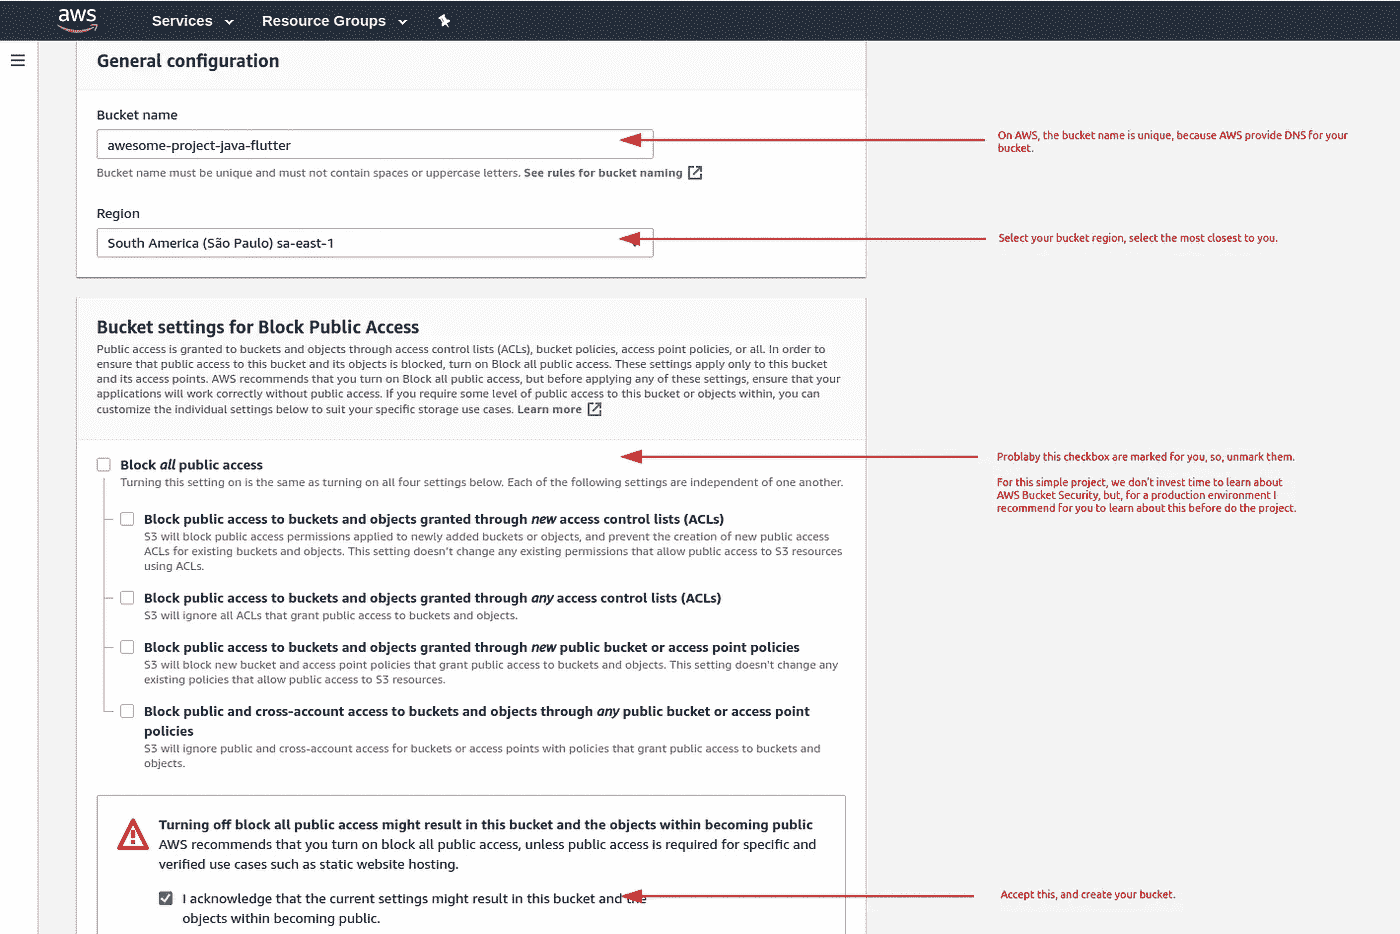 aws Services Resource Groups
General configuration
Bucket name
awesome-project-java-flutter
On AWS, the bucket name is unique, because AWS provide DNS for your
bucket.
Bucket name must be unique and must not contain spaces or uppercase letters. See rules for bucket naming
Region
South America (São Paulo) sa-east-1
Select your bucket region, select the most closest to you.
Bucket settings for Block Public Access
Public access is granted to buckets and objects through access control lists (ACLs), bucket policies, access point policies, or all. In order to
ensure that public access to this bucket and its objects is blocked, turn on Block all public access. These settings apply only to this bucket
and its access points. AWS recommends that you turn on Block all public access, but before applying any of these settings, ensure that your
applications will work correctly without public access. If you require some level of public access to this bucket or objects within, you can
customize the individual settings below to suit your specific storage use cases. Learn more
Block all public access
Turning this setting on is the same as turning on all four settings below. Each of the following settings are independent of one another.
Problaby this checkbox are marked for you, so, unmark them.
For this simple project, we don't invest time to learn about
AWS Bucket Security, but, for a production environment I
recommend for you to learn about this before do the project.
Block public access to buckets and objects granted through new access control lists (ACLs)
S3 will block public access permissions applied to newly added buckets or objects, and prevent the creation of new public access
ACLs for existing buckets and objects. This setting doesn't change any existing permissions that allow public access to S3 resources
using ACLs.
Block public access to buckets and objects granted through any access control lists (ACLs)
S3 will ignore all ACLs that grant public access to buckets and objects.
Block public access to buckets and objects granted through new public bucket or access point policies
S3 will block new bucket and access point policies that grant public access to buckets and objects. This setting doesn't change any
existing policies that allow public access to S3 resources.
Block public and cross-account access to buckets and objects through any public bucket or access point
policies
S3 will ignore public and cross-account access for buckets or access points with policies that grant public access to buckets and
objects.
Turning off block all public access might result in this bucket and the objects within becoming public
AWS recommends that you turn on block all public access, unless public access is required for specific and
verified use cases such as static website hosting.
I acknowledge that the current settings might result in this bucket and the
objects within becoming public.
Accept this, and create your bucket.